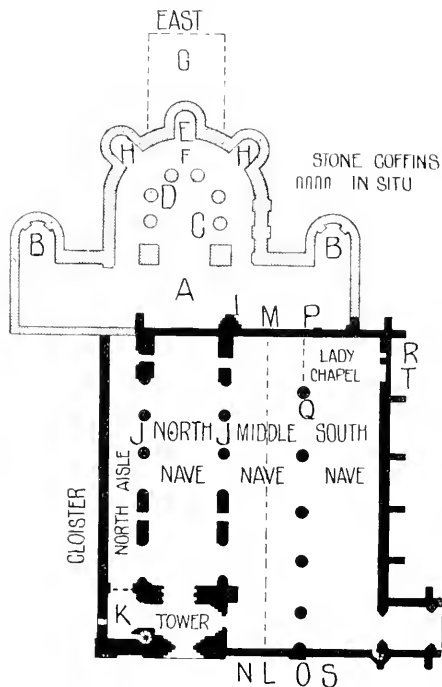 EAST
G
E
H F H
STONE COFFINS
IN SITU
D
C
B B
A
I M P
LADY
CHAPEL
R
T
Q
J NORTH J MIDDLE SOUTH
NAVE NAVE NAVE
NORTH AISLE
CLOISTER
K
TOWER
N L O S